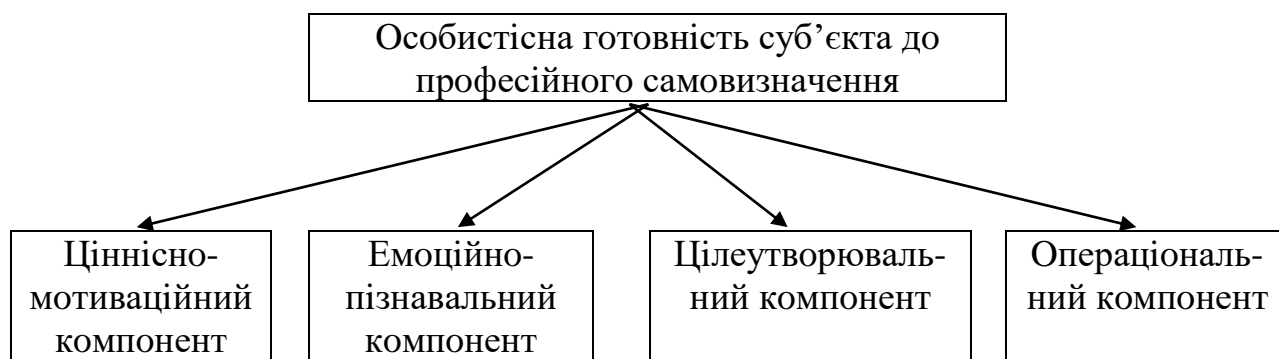 Особистісна готовність суб’єкта до
професійного самовизначення
Ціннісно-
мотиваційний
компонент
Емоційно-
пізнавальний
компонент
Цілеутворюваль-
ний компонент
Операціональ-
ний компонент